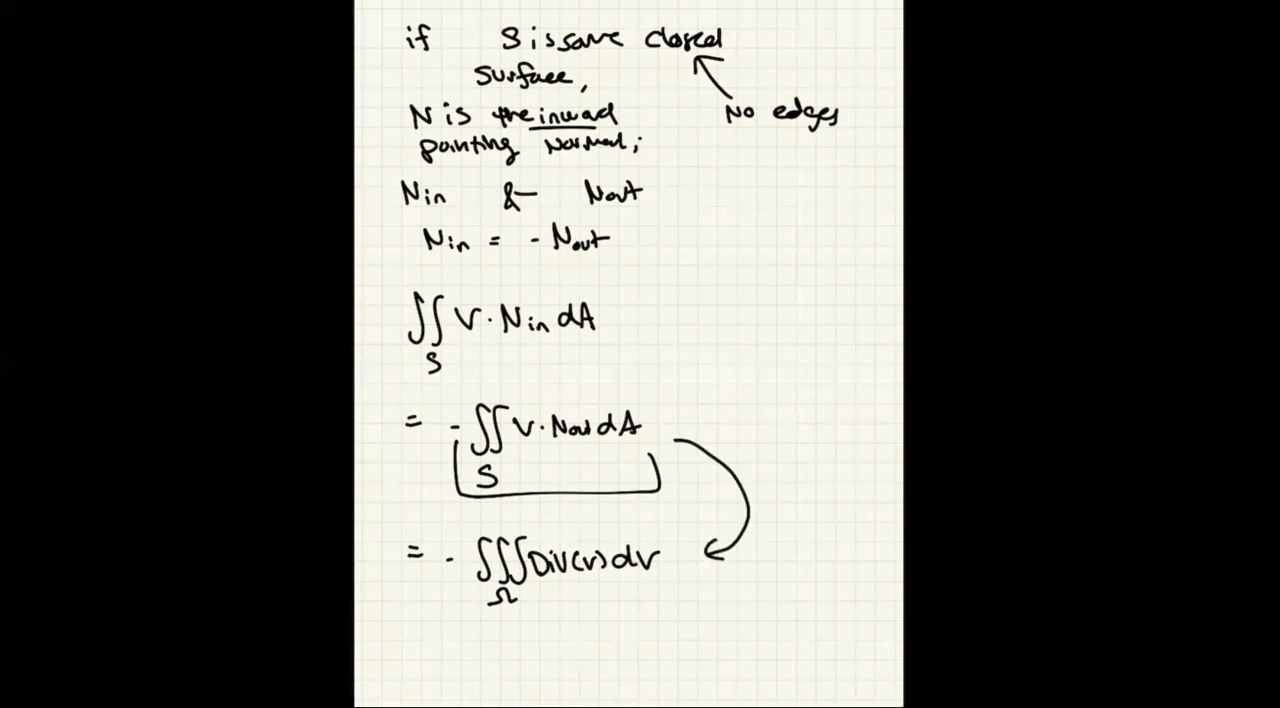 if S is some closed
surface,
No edges
N is the inward
pointing Normal;
Nin & Nout
Nin = - Nout
∬ V · Nin dA
S
= - ∬ V · Nout dA
S
= - ∭ Div(v) dv
Ω